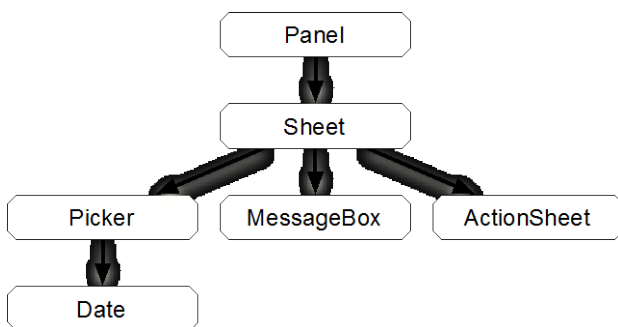 Panel
Sheet
Picker
MessageBox
ActionSheet
Date